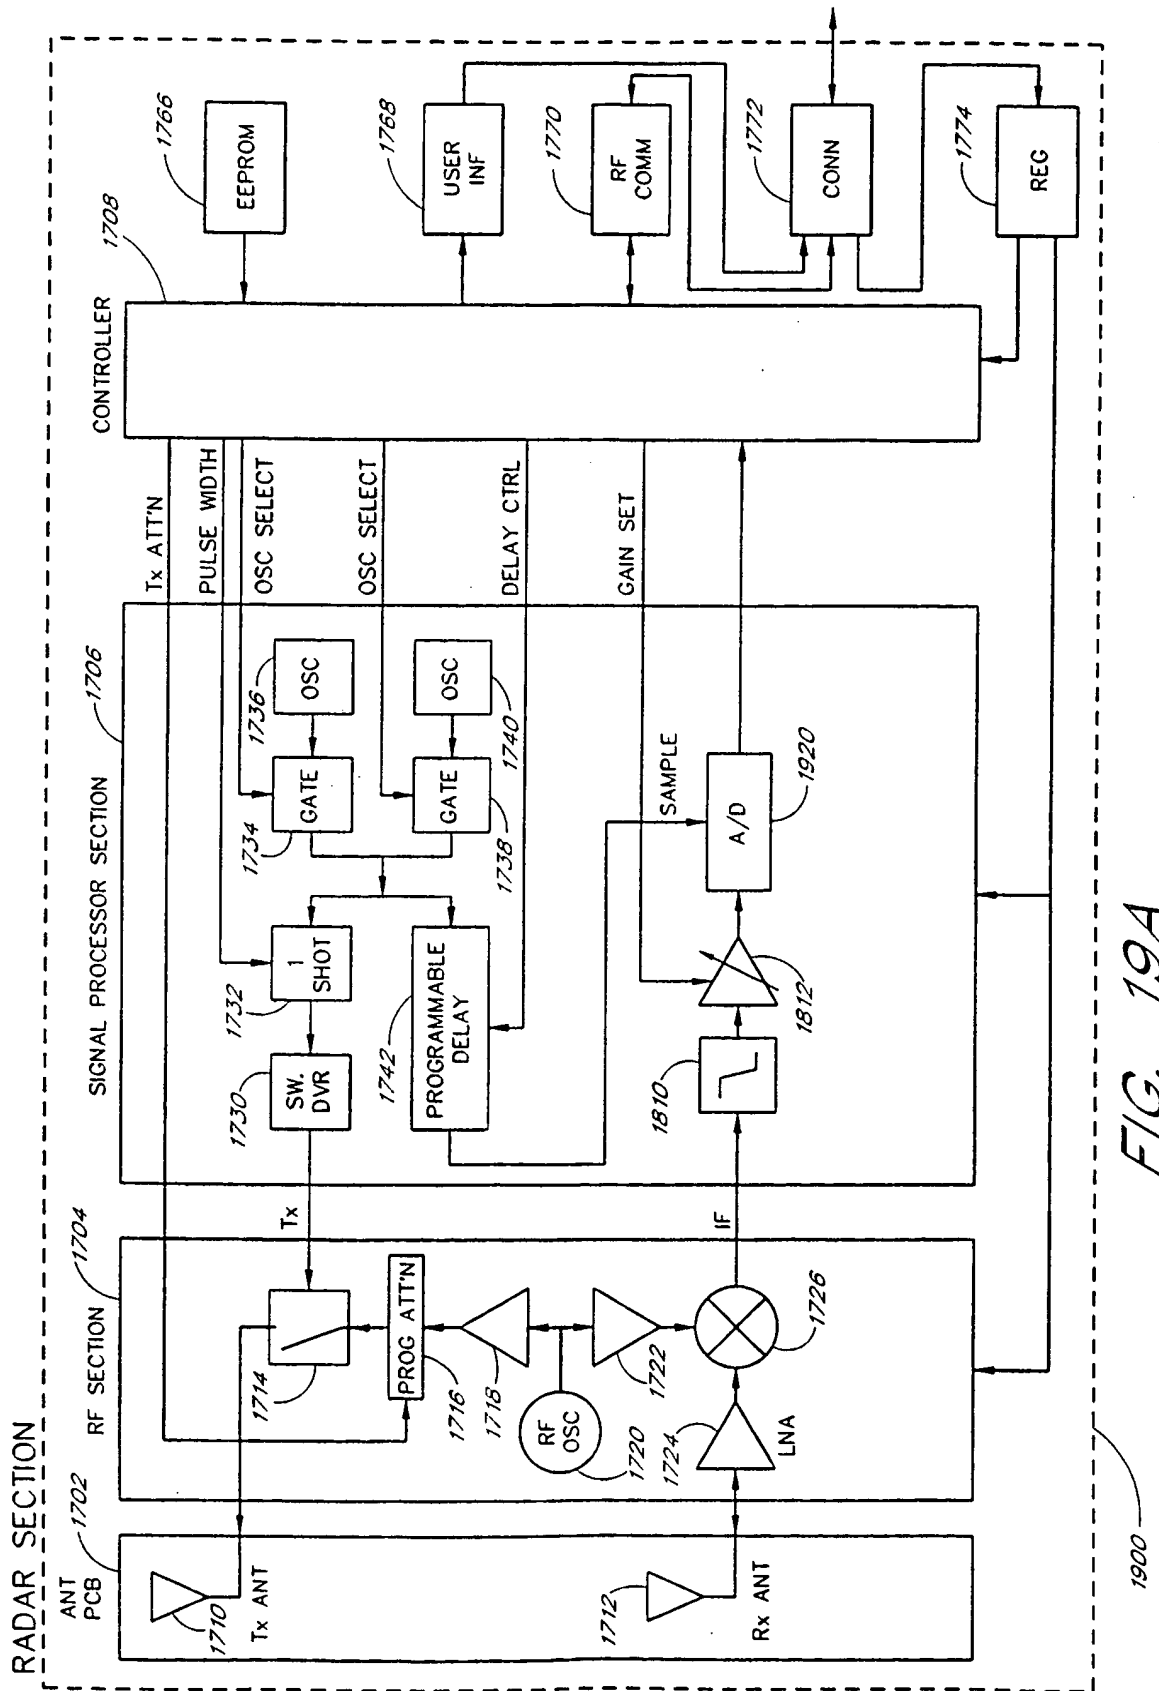 RADAR SECTION
ANT
PCB
1702
1710
Tx ANT
1712
Rx ANT
RF SECTION
1704
1714
PROG ATT'N
1716
1718
RF
OSC
1720
1722
1724
LNA
1726
Tx
IF
SIGNAL PROCESSOR SECTION
1706
SW.
DVR
1730
1
SHOT
1732
GATE
1734
OSC
1736
GATE
1738
OSC
1740
PROGRAMMABLE
DELAY
1742
1810
1812
SAMPLE
A/D
1920
Tx ATT'N
PULSE WIDTH
OSC SELECT
OSC SELECT
DELAY CTRL
GAIN SET
CONTROLLER
1708
EEPROM
1766
USER
INF
1768
RF
COMM
1770
CONN
1772
REG
1774
1900
FIG. 19A